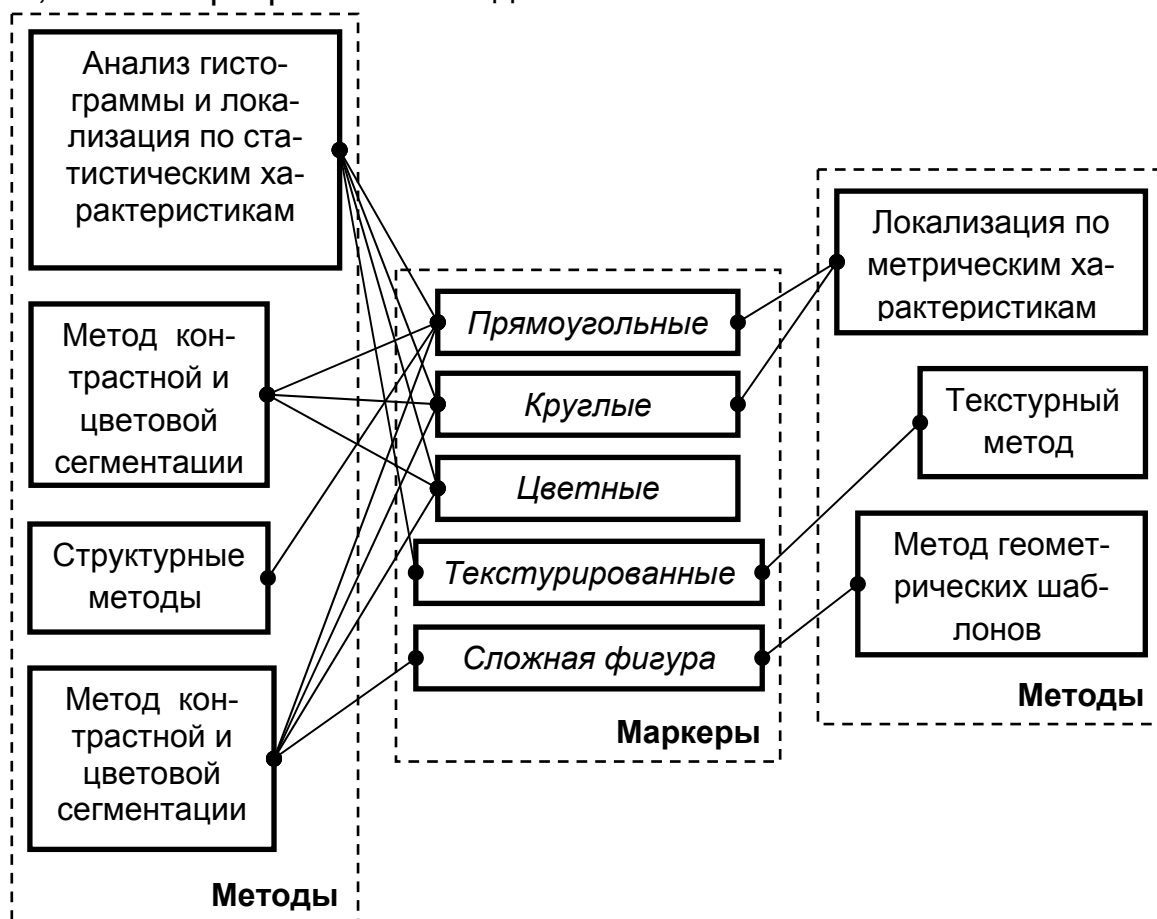 Анализ гисто-
граммы и лока-
лизация по ста-
тистическим ха-
рактеристикам
Метод кон-
трастной и
цветовой
сегментации
Структурные
методы
Метод кон-
трастной и
цветовой
сегментации
Методы
Прямоугольные
Круглые
Цветные
Текстурированные
Сложная фигура
Маркеры
Локализация по
метрическим ха-
рактеристикам
Текстурный
метод
Метод геомет-
рических шаб-
лонов
Методы